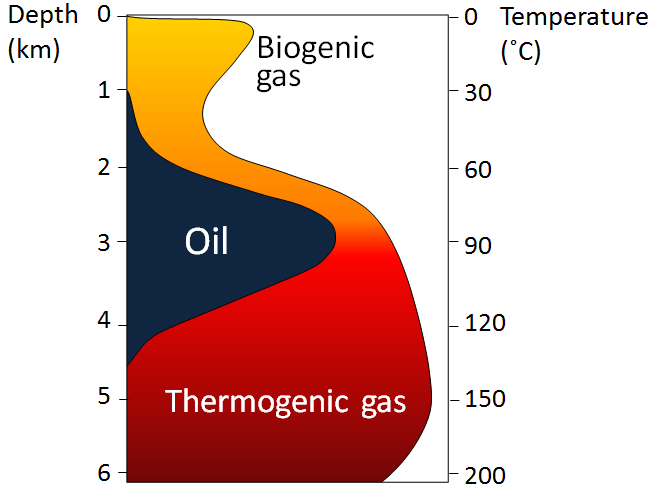 Depth
(km)
0
1
2
3
4
5
6
Biogenic
gas
Oil
Thermogenic gas
Temperature
(˚C)
0
30
60
90
120
150
200